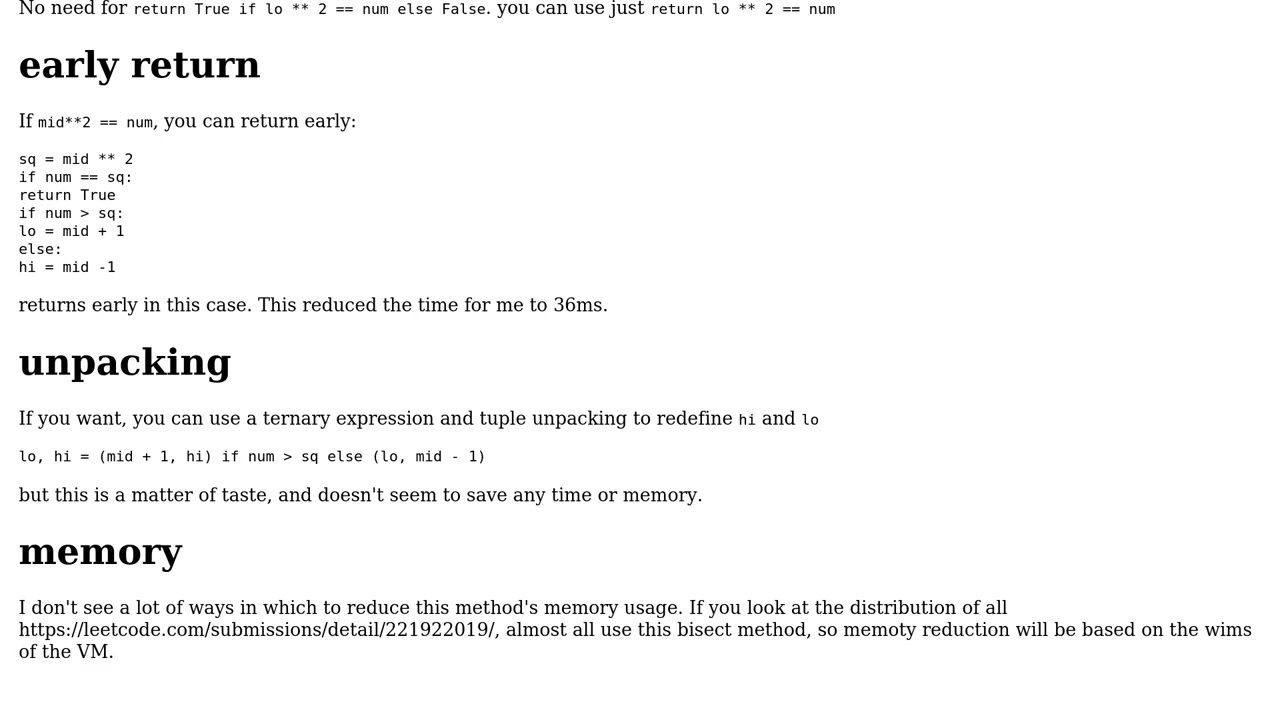 No need for return True if lo ** 2 == num else False. you can use just return lo ** 2 == num
early return
If mid**2 == num, you can return early:
sq = mid ** 2
if num == sq:
return True
if num > sq:
lo = mid + 1
else:
hi = mid -1
returns early in this case. This reduced the time for me to 36ms.
unpacking
If you want, you can use a ternary expression and tuple unpacking to redefine hi and lo
lo, hi = (mid + 1, hi) if num > sq else (lo, mid - 1)
but this is a matter of taste, and doesn't seem to save any time or memory.
memory
I don't see a lot of ways in which to reduce this method's memory usage. If you look at the distribution of all
https://leetcode.com/submissions/detail/221922019/, almost all use this bisect method, so memoty reduction will be based on the wims
of the VM.